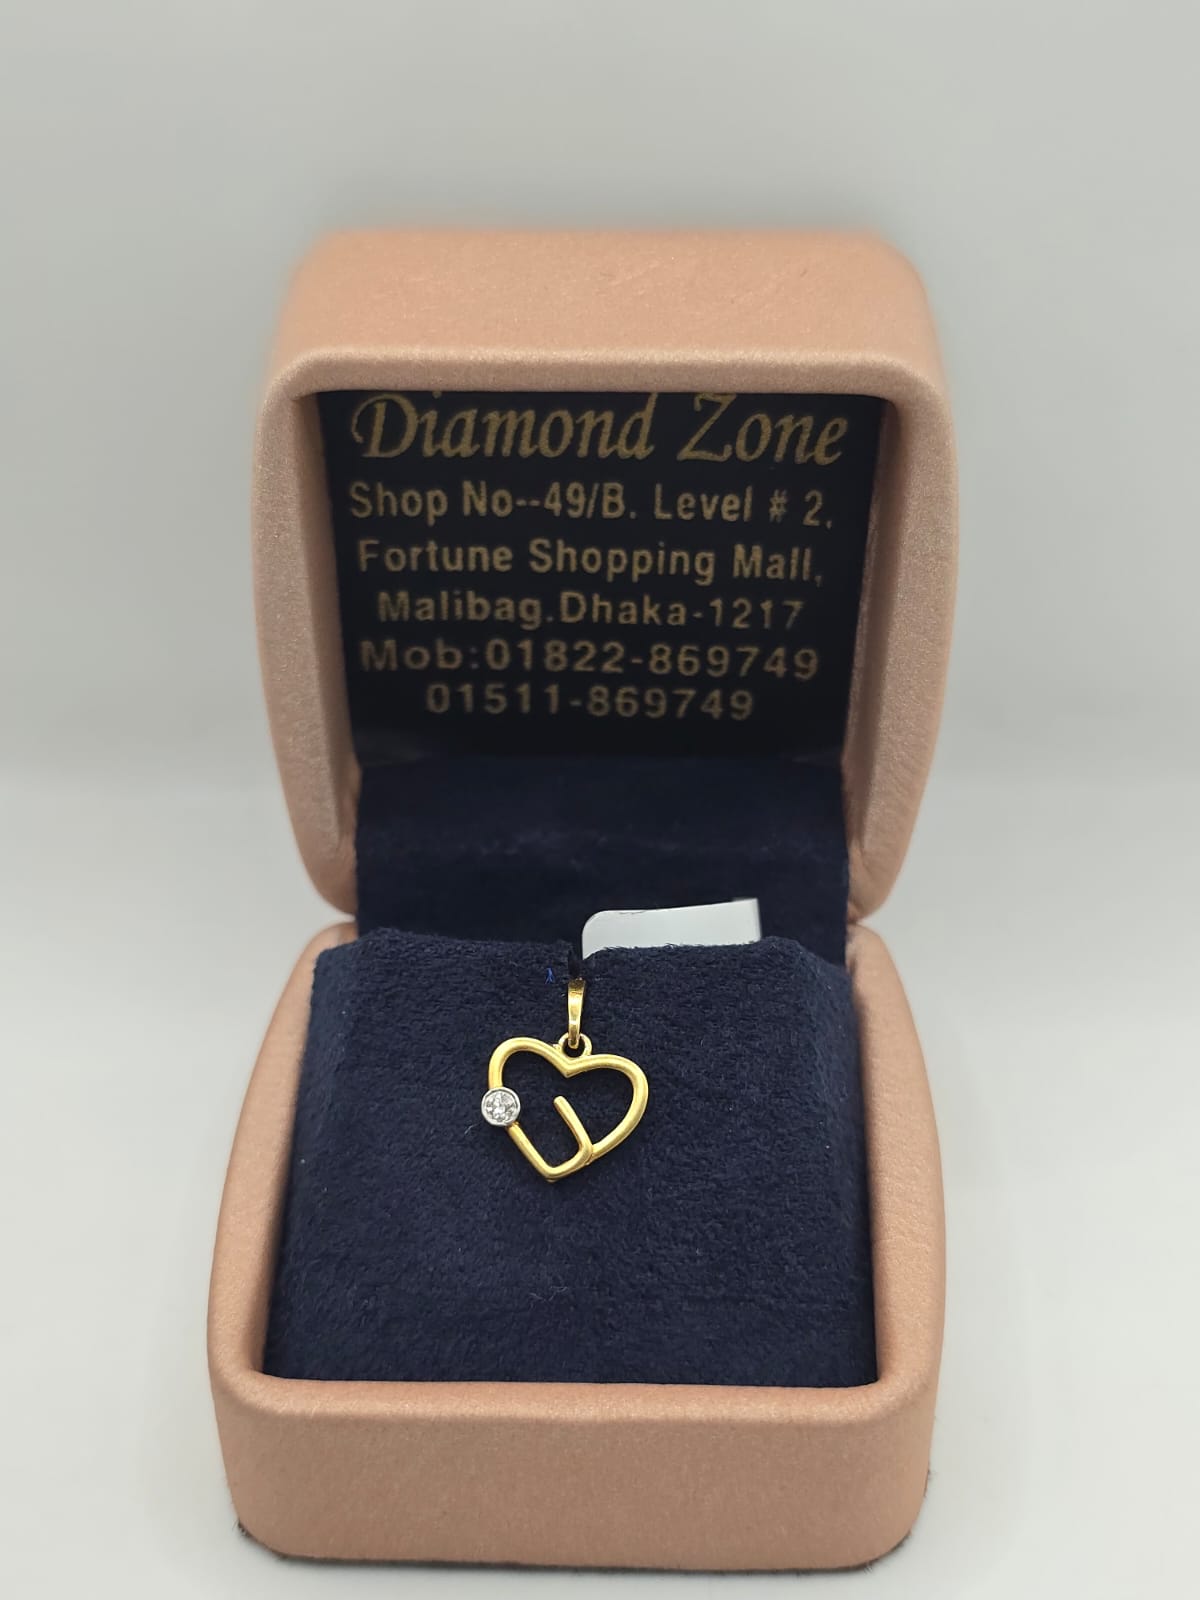 Diamond Zone
Shop No--49/B. Level # 2,
Fortune Shopping Mall,
Malibag.Dhaka-1217
Mob:01822-869749
01511-869749